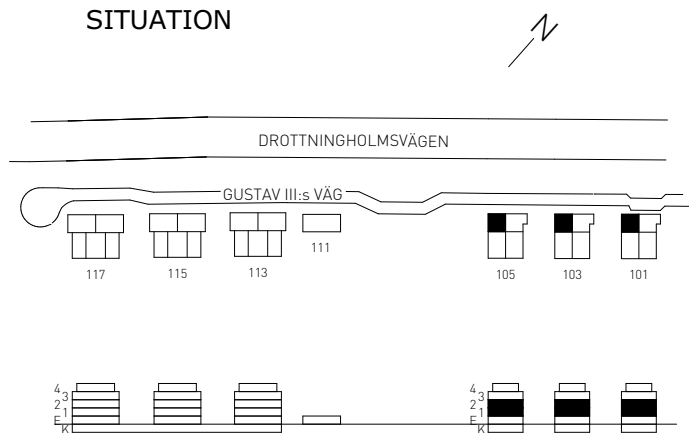 SITUATION
N
DROTTNINGHOLMSVÄGEN
GUSTAV III:s VÄG
117 115 113 111 105 103 101
4
3
2
1
E
K
4
3
2
1
E
K